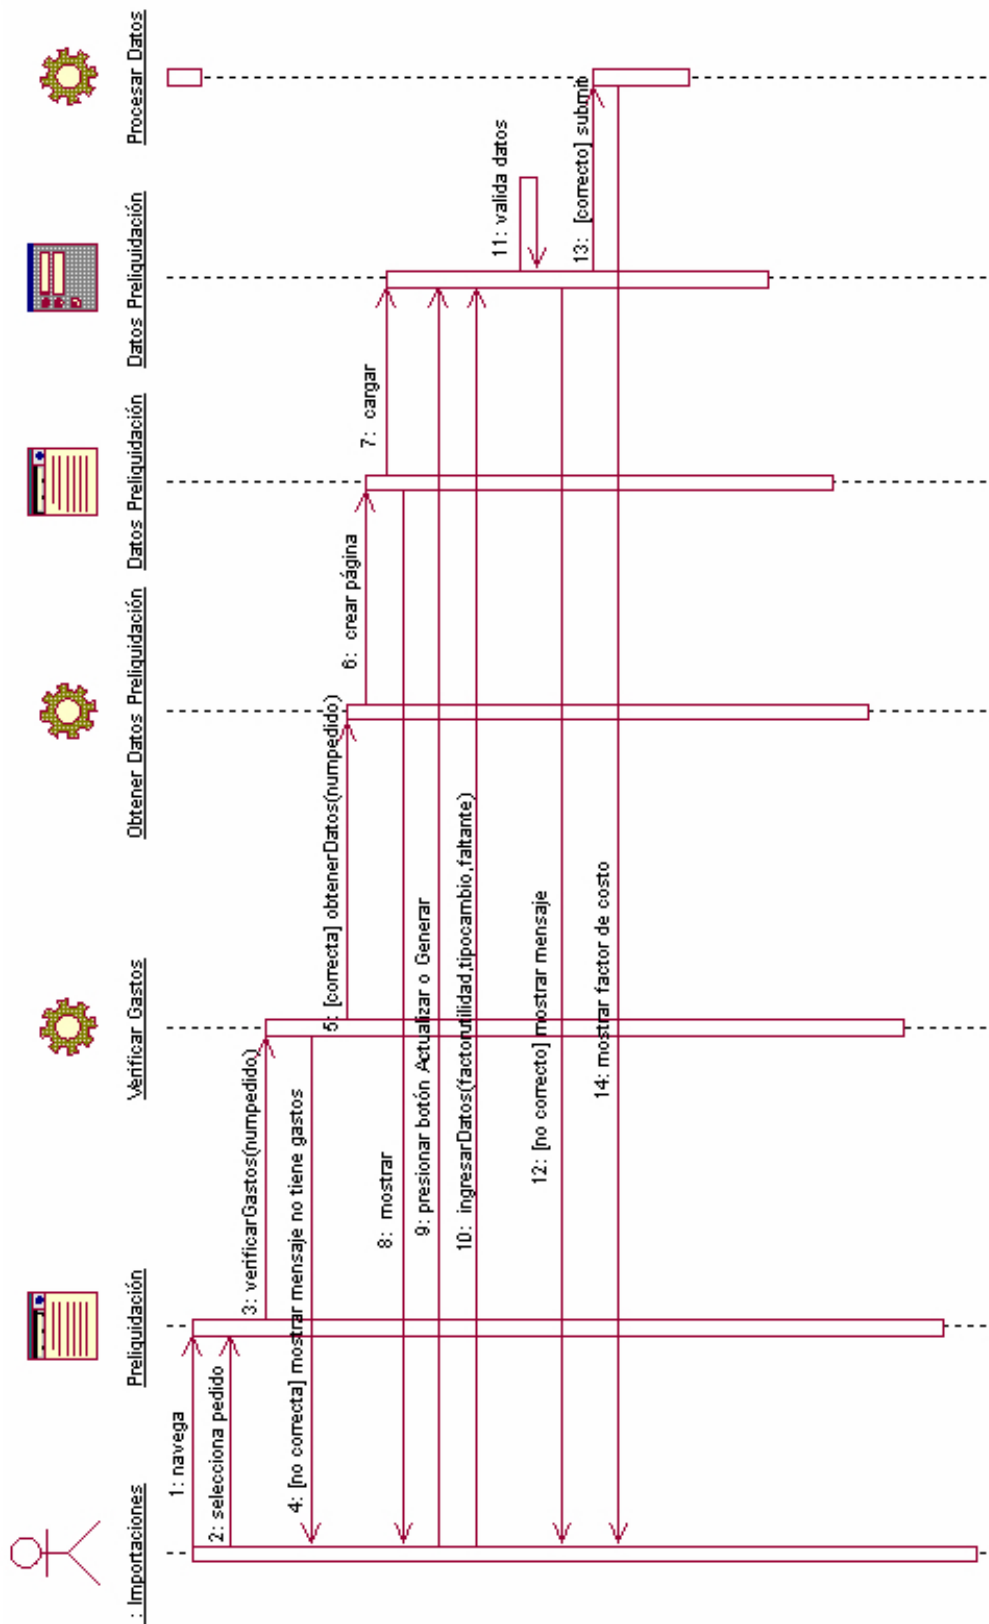 : Importaciones
Preliquidación
Verificar Gastos
Obtener Datos Preliquidación
Datos Preliquidación
Datos Preliquidación
Procesar Datos
1: navega
2: selecciona pedido
3: verificarGastos(numpedido)
4: [no correcta] mostrar mensaje no tiene gastos
5: [correcta] obtenerDatos(numpedido)
6: crear página
7: cargar
8: mostrar
9: presionar botón Actualizar o Generar
10: ingresarDatos(factorutilidad,tipocambio,faltante)
11: valida datos
12: [no correcto] mostrar mensaje
13: [correcto] submit
14: mostrar factor de costo